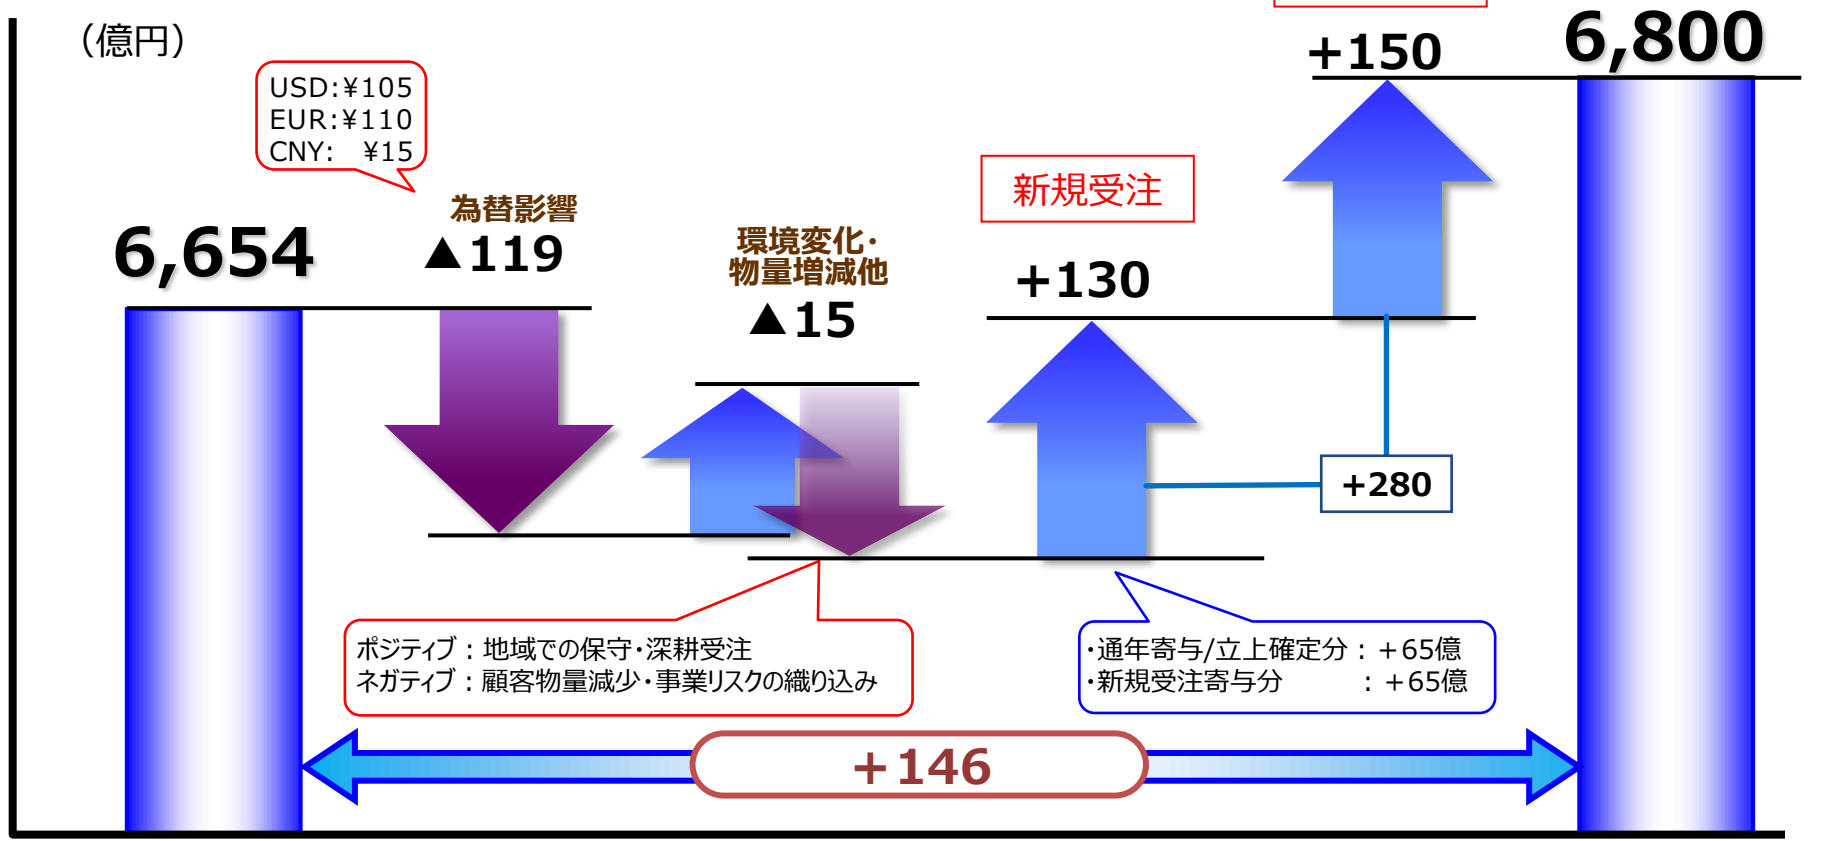 （億円）
USD:¥105
EUR:¥110
CNY: ¥15
6,654
為替影響
▲119
環境変化・
物量増減他
▲15
新規受注
+130
+150
6,800
+280
ポジティブ：地域での保守・深耕受注
ネガティブ：顧客物量減少・事業リスクの織り込み
・通年寄与/立上確定分：+65億
・新規受注寄与分 ：+65億
+146